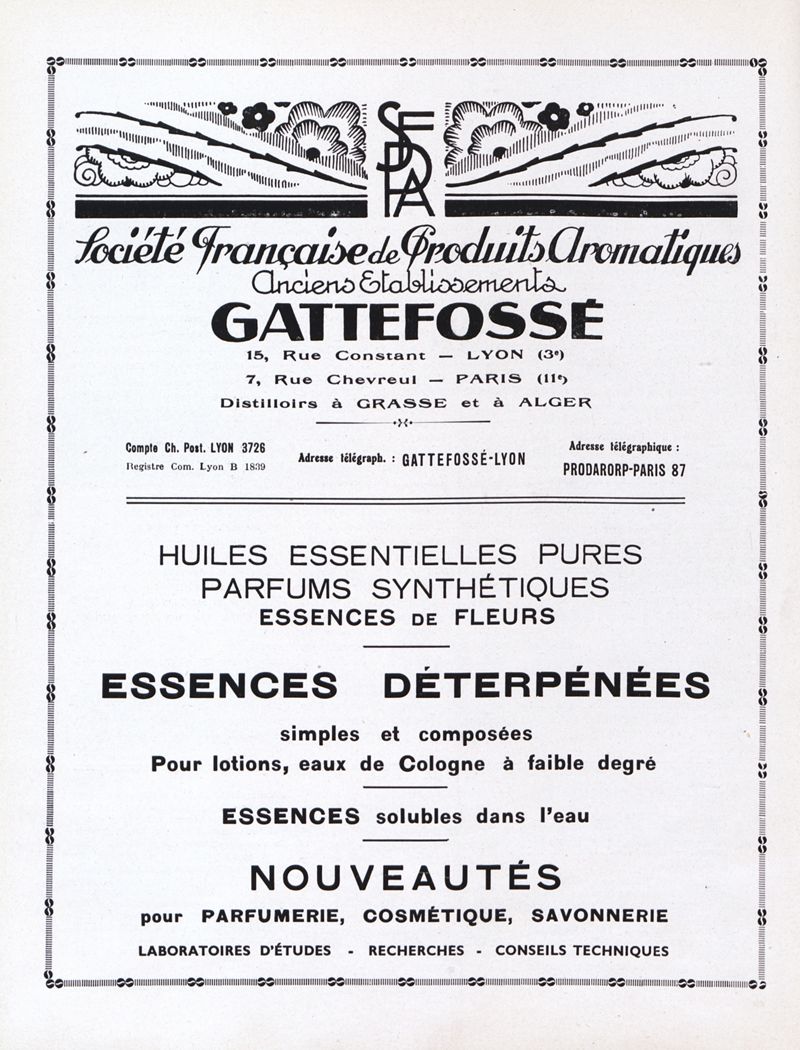 SFDPA
Société Française de Produits Aromatiques
Anciens Etablissements
GATTEFOSSÉ
15, Rue Constant — LYON (3e)
7, Rue Chevreul — PARIS (11e)
Distilloirs à GRASSE et à ALGER
Compte Ch. Post. LYON 3726
Registre Com. Lyon B 1839
Adresse télégraph. : GATTEFOSSÉ-LYON
Adresse télégraphique :
PRODARORP-PARIS 87
HUILES ESSENTIELLES PURES
PARFUMS SYNTHÉTIQUES
ESSENCES DE FLEURS
ESSENCES DÉTERPÉNÉES
simples et composées
Pour lotions, eaux de Cologne à faible degré
ESSENCES solubles dans l'eau
NOUVEAUTÉS
pour PARFUMERIE, COSMÉTIQUE, SAVONNERIE
LABORATOIRES D'ÉTUDES - RECHERCHES - CONSEILS TECHNIQUES